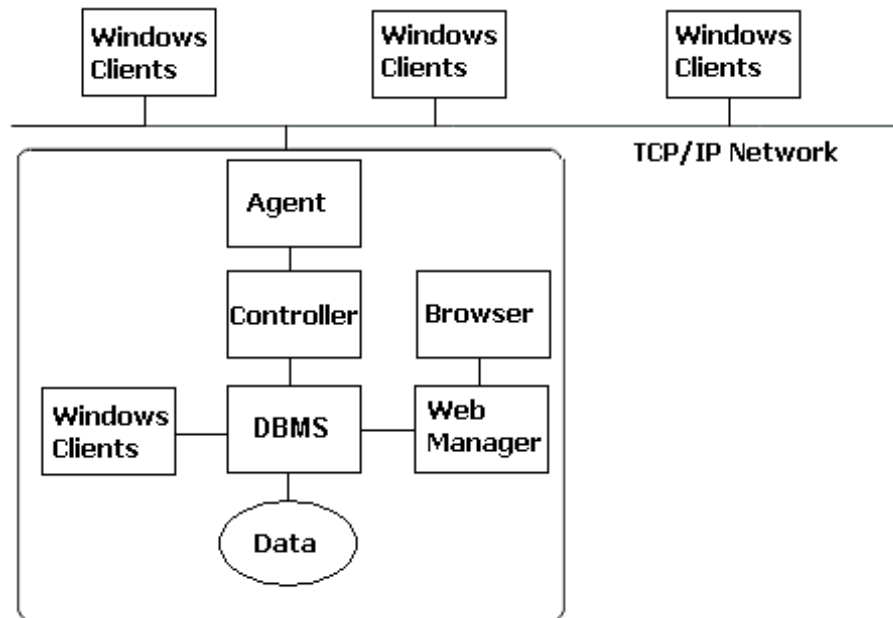 Windows
Clients
Windows
Clients
Windows
Clients
TCP/IP Network
Agent
Controller
Browser
Windows
Clients
DBMS
Web
Manager
Data